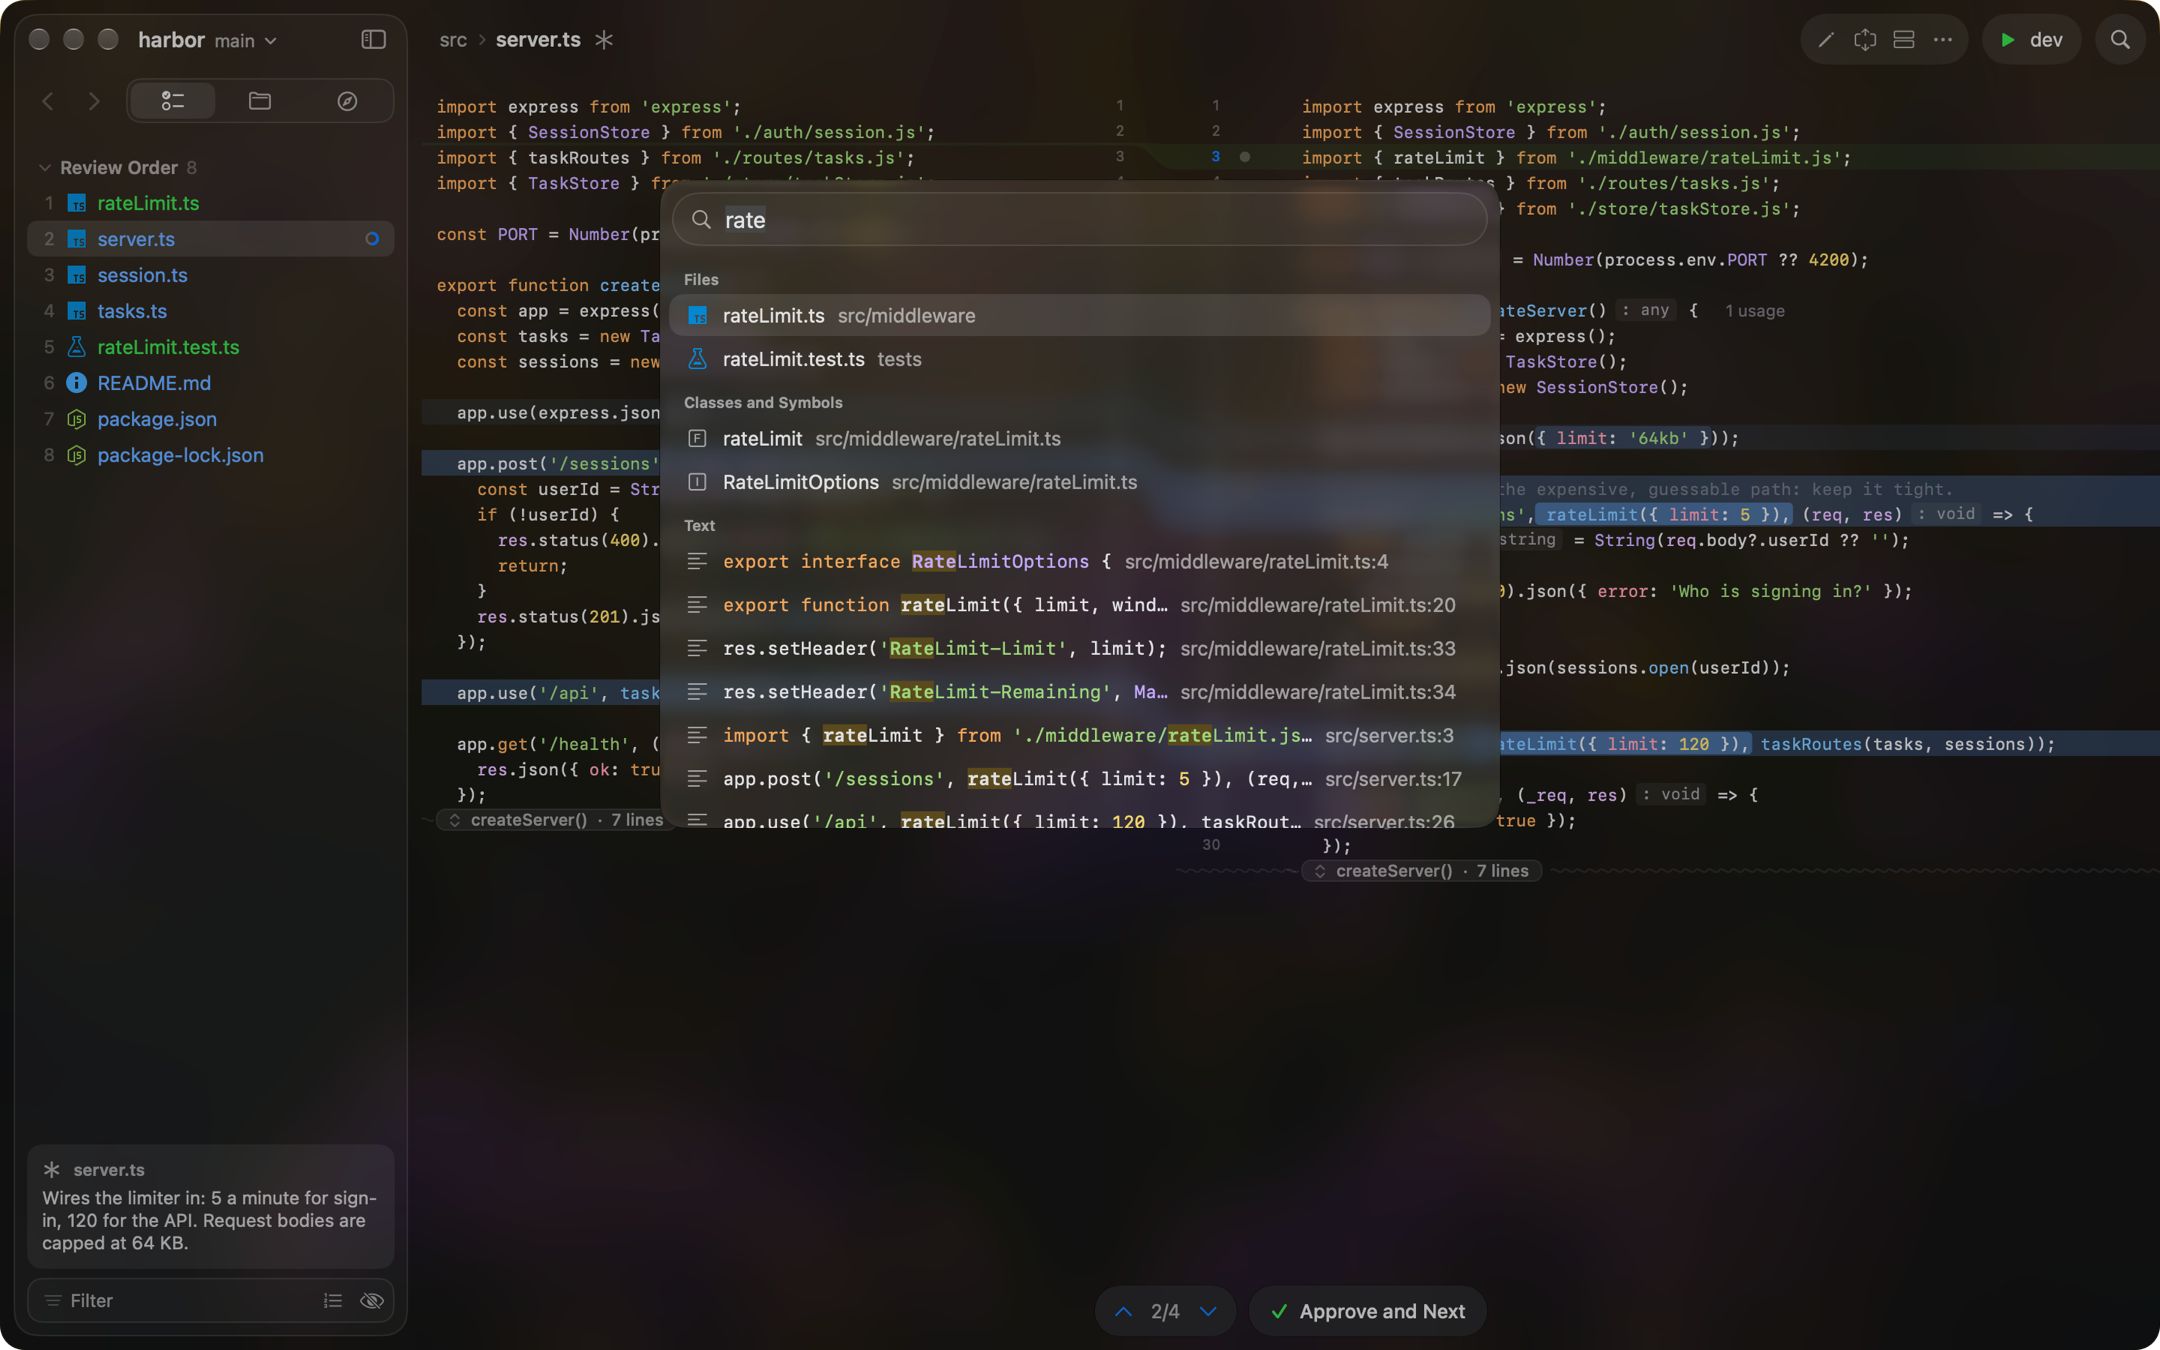 harbor main
src › server.ts
dev
Review Order 8
1 rateLimit.ts
2 server.ts
3 session.ts
4 tasks.ts
5 rateLimit.test.ts
6 README.md
7 package.json
8 package-lock.json
server.ts
Wires the limiter in: 5 a minute for sign-
in, 120 for the API. Request bodies are
capped at 64 KB.
Filter
import express from 'express'; 1
import { SessionStore } from './auth/session.js'; 2
import { taskRoutes } from './routes/tasks.js'; 3
import { TaskStore }
const PORT = Number(pr
export function create
const app = express(
const tasks = new Ta
const sessions = new
app.use(express.json
app.post('/sessions'
const userId = Str
if (!userId) {
res.status(400).
return;
}
res.status(201).js
});
app.use('/api', task
app.get('/health', (
res.json({ ok: tru
});
createServer() · 7 lines
rate
Files
rateLimit.ts src/middleware
rateLimit.test.ts tests
Classes and Symbols
F rateLimit src/middleware/rateLimit.ts
I RateLimitOptions src/middleware/rateLimit.ts
Text
export interface RateLimitOptions { src/middleware/rateLimit.ts:4
export function rateLimit({ limit, wind… src/middleware/rateLimit.ts:20
res.setHeader('RateLimit-Limit', limit); src/middleware/rateLimit.ts:33
res.setHeader('RateLimit-Remaining', Ma… src/middleware/rateLimit.ts:34
import { rateLimit } from './middleware/rateLimit.js… src/server.ts:3
app.post('/sessions', rateLimit({ limit: 5 }), (req,… src/server.ts:17
app.use('/api', rateLimit({ limit: 120 }), taskRout… src/server.ts:26
1 import express from 'express';
2 import { SessionStore } from './auth/session.js';
3 import { rateLimit } from './middleware/rateLimit.js';
} from './routes/tasks.js';
} from './store/taskStore.js';
= Number(process.env.PORT ?? 4200);
ateServer() : any { 1 usage
= express();
TaskStore();
new SessionStore();
son({ limit: '64kb' }));
the expensive, guessable path: keep it tight.
ns', rateLimit({ limit: 5 }), (req, res) : void => {
string = String(req.body?.userId ?? '');
0).json({ error: 'Who is signing in?' });
.json(sessions.open(userId));
ateLimit({ limit: 120 }), taskRoutes(tasks, sessions));
, (_req, res) : void => {
true });
30 });
createServer() · 7 lines
2/4
Approve and Next